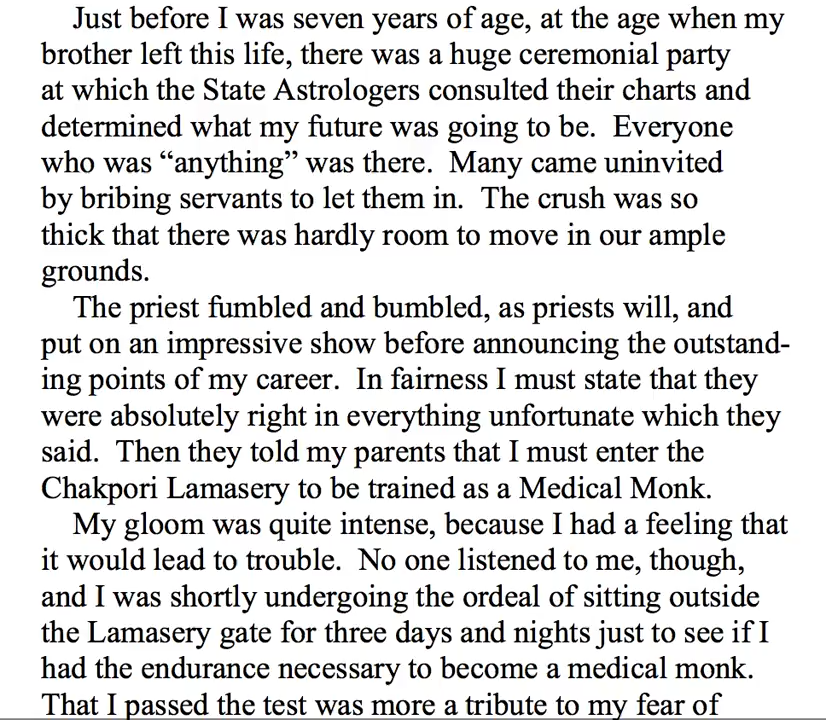 Just before I was seven years of age, at the age when my
brother left this life, there was a huge ceremonial party
at which the State Astrologers consulted their charts and
determined what my future was going to be.  Everyone
who was “anything” was there.  Many came uninvited
by bribing servants to let them in.  The crush was so
thick that there was hardly room to move in our ample
grounds.
The priest fumbled and bumbled, as priests will, and
put on an impressive show before announcing the outstand-
ing points of my career.  In fairness I must state that they
were absolutely right in everything unfortunate which they
said.  Then they told my parents that I must enter the
Chakpori Lamasery to be trained as a Medical Monk.
My gloom was quite intense, because I had a feeling that
it would lead to trouble.  No one listened to me, though,
and I was shortly undergoing the ordeal of sitting outside
the Lamasery gate for three days and nights just to see if I
had the endurance necessary to become a medical monk.
That I passed the test was more a tribute to my fear of